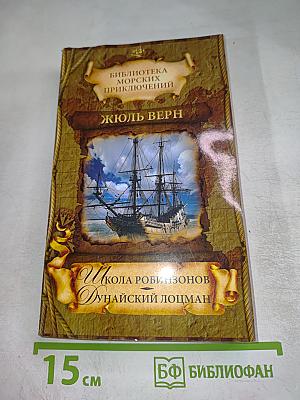 БИБЛИОТЕКА
МОРСКИХ
ПРИКЛЮЧЕНИЙ
ЖЮЛЬ ВЕРН
ШКОЛА РОБИНЗОНОВ
ДУНАЙСКИЙ ЛОЦМАН
15 см
БФ БИБЛИОФАН